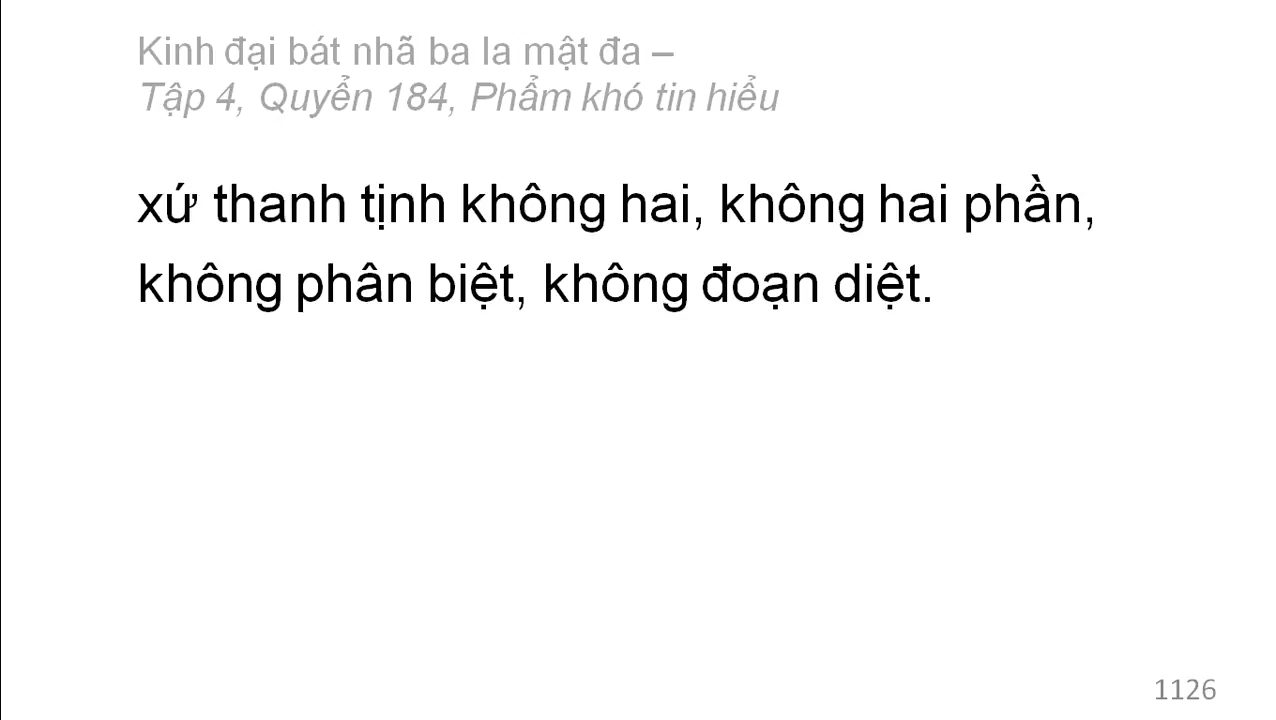 Kinh đại bát nhã ba la mật đa –
Tập 4, Quyển 184, Phẩm khó tin hiểu
xứ thanh tịnh không hai, không hai phần,
không phân biệt, không đoạn diệt.
1126